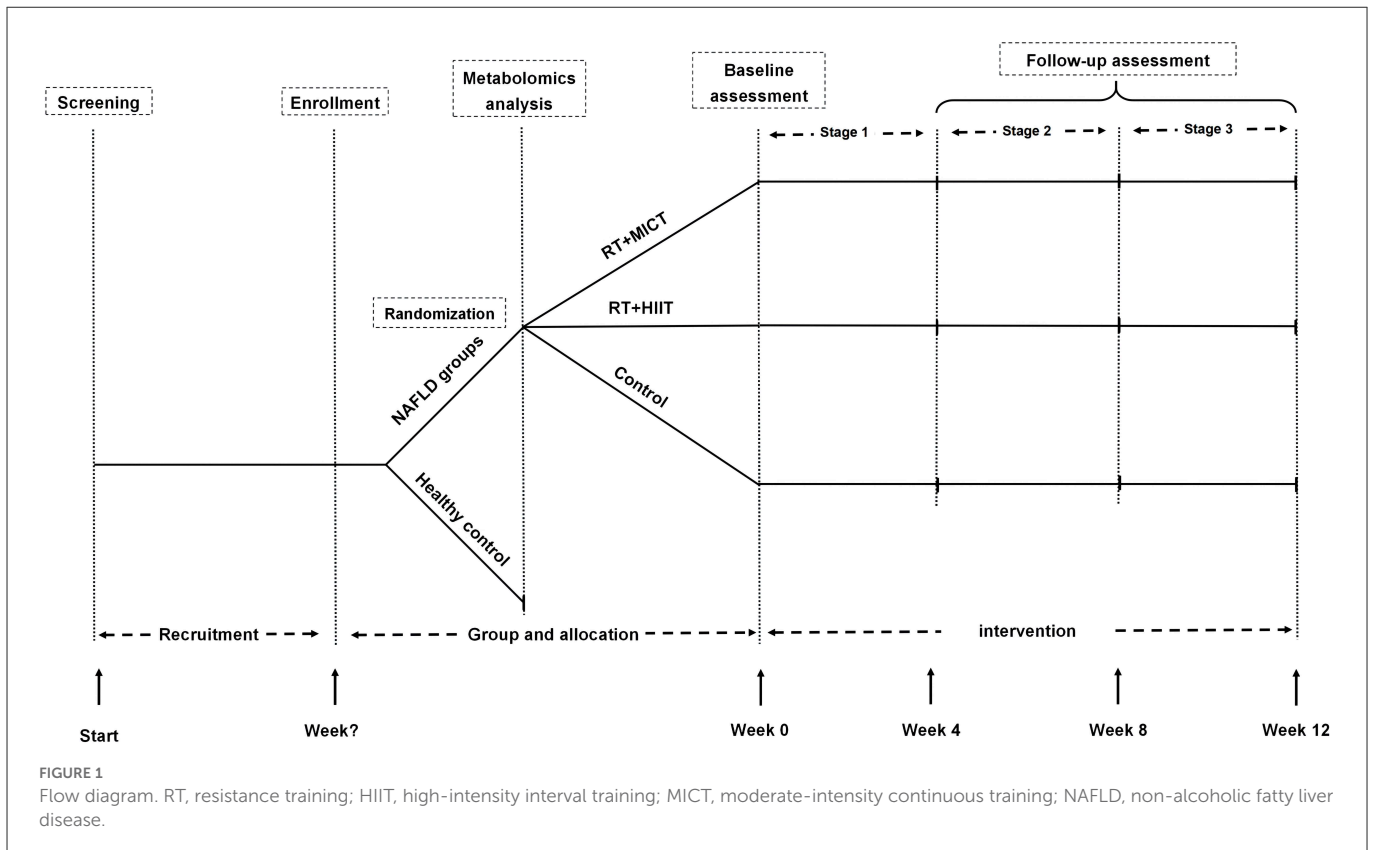 Follow-up assessment
Baseline
assessment
Metabolomics
analysis
Screening
Enrollment
Stage 1
Stage 2
Stage 3
RT+MICT
RT+HIIT
Randomization
Control
NAFLD groups
Healthy control
Recruitment
Group and allocation
intervention
Start
Week?
Week 0
Week 4
Week 8
Week 12
FIGURE 1
Flow diagram. RT, resistance training; HIIT, high-intensity interval training; MICT, moderate-intensity continuous training; NAFLD, non-alcoholic fatty liver
disease.